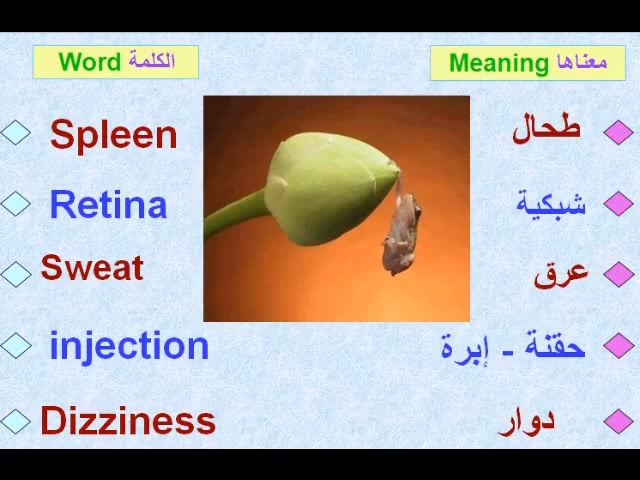 Word الكلمة
Meaning معناها
Spleen
طحال
Retina
شبكية
Sweat
عرق
injection
حقنة - إبرة
Dizziness
دوار